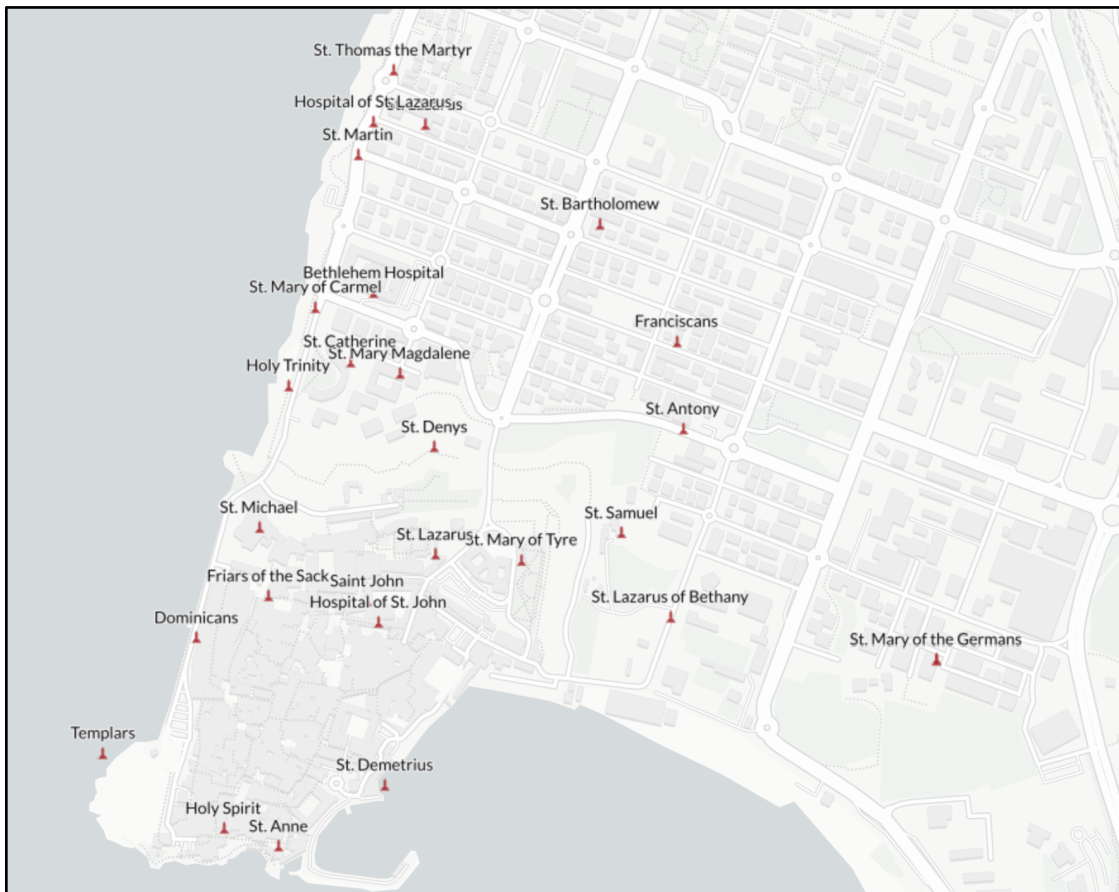 St. Thomas the Martyr
Hospital of St. Lazarus
St. Martin
St. Bartholomew
Bethlehem Hospital
St. Mary of Carmel
Franciscans
St. Catherine
St. Mary Magdalene
Holy Trinity
St. Antony
St. Denys
St. Michael
St. Samuel
St. Lazarus
St. Mary of Tyre
Friars of the Sack
Saint John
St. Lazarus of Bethany
Hospital of St. John
Dominicans
St. Mary of the Germans
Templars
St. Demetrius
Holy Spirit
St. Anne